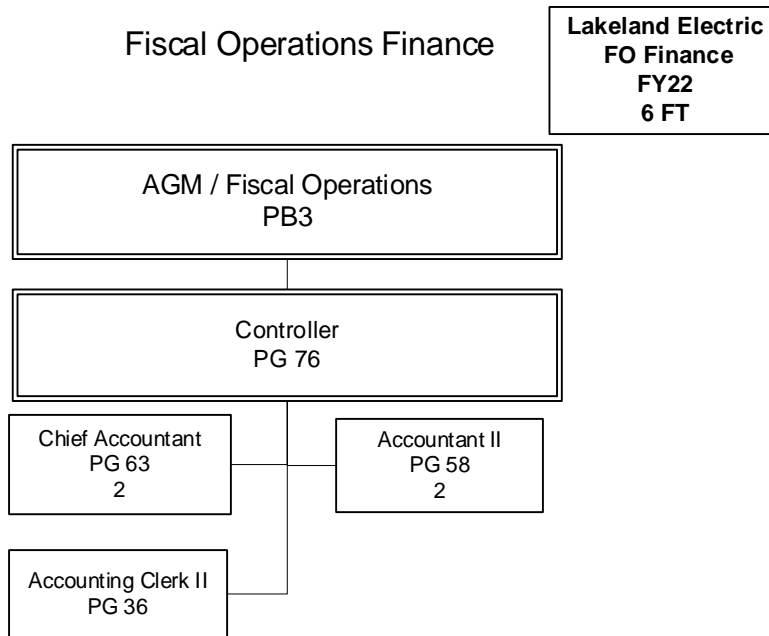 Fiscal Operations Finance
Lakeland Electric
FO Finance
FY22
6 FT
AGM / Fiscal Operations
PB3
Controller
PG 76
Chief Accountant
PG 63
2
Accountant II
PG 58
2
Accounting Clerk II
PG 36